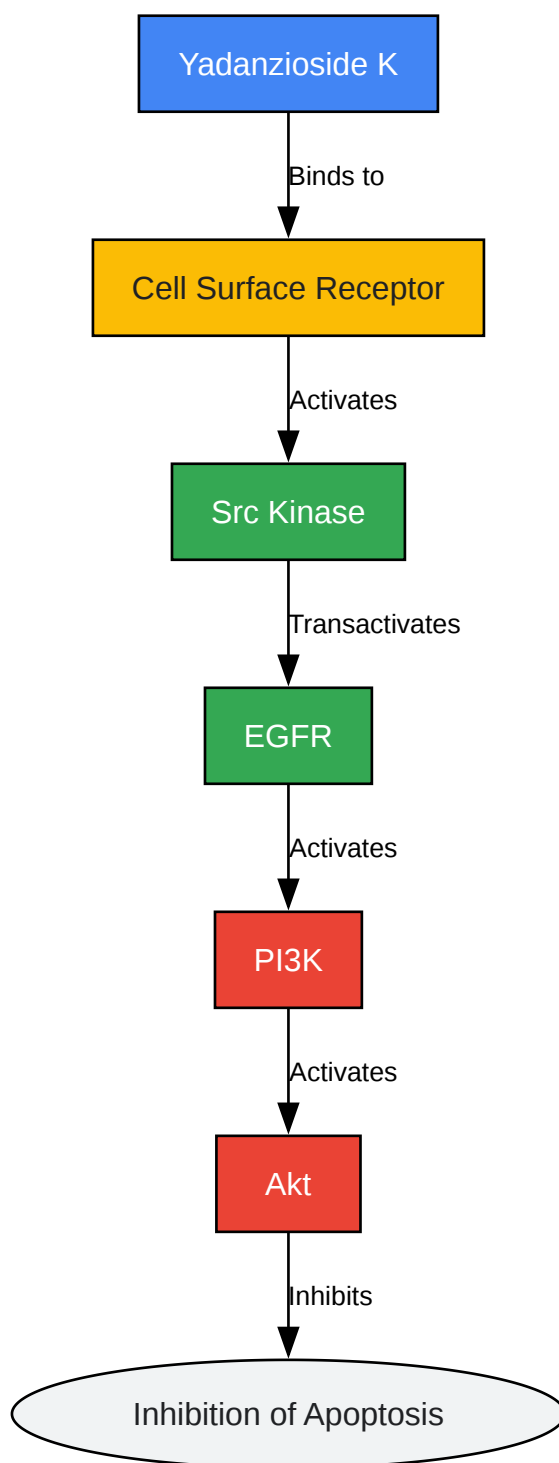 Yadanzioside K
Binds to
Cell Surface Receptor
Activates
Src Kinase
Transactivates
EGFR
Activates
PI3K
Activates
Akt
Inhibits
Inhibition of Apoptosis